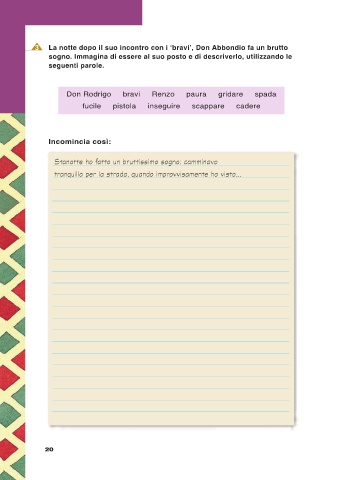 2 La notte dopo il suo incontro con i ‘bravi’, Don Abbondio fa un brutto
sogno. Immagina di essere al suo posto e di descriverlo, utilizzando le
seguenti parole.
Don Rodrigo bravi Renzo paura gridare spada
fucile pistola inseguire scappare cadere
Incomincia così:
Stanotte ho fatto un bruttissimo sogno: camminavo
tranquillo per la strada, quando improvvisamente ho visto...
20